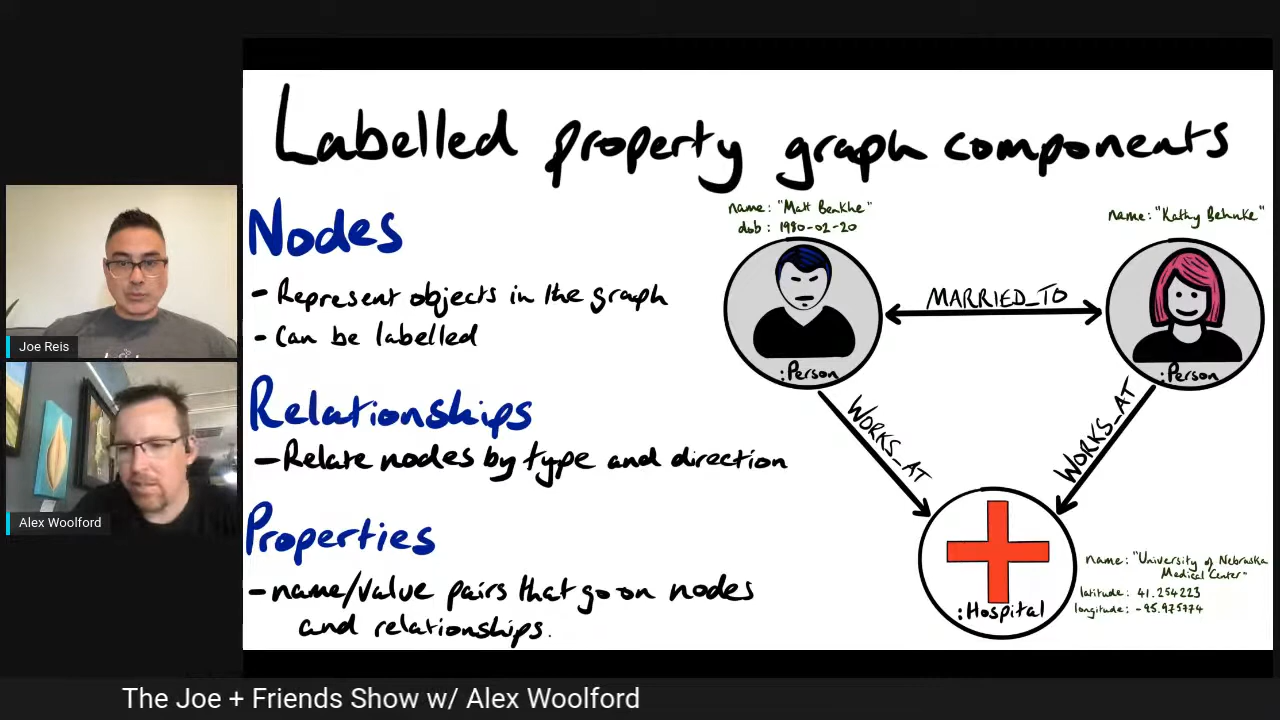 Labelled property graph components
Nodes
- Represent objects in the graph
- Can be labelled
Relationships
- Relate nodes by type and direction
Properties
- name/value pairs that go on nodes
and relationships.
name: "Matt
dob: 1980-02-20
:Person
MARRIED_TO
name: "Kathy Behnke"
:Person
WORKS_AT
WORKS_AT
:Hospital
name: "University of Nebraska
Medical Center"
latitude: 41.254223
longitude: -95.975774
Joe Reis
Alex Woolford
The Joe + Friends Show w/ Alex Woolford